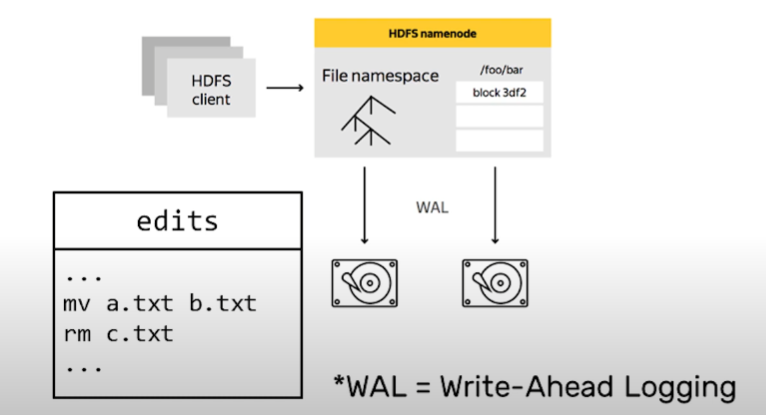 HDFS namenode
HDFS
client
File namespace
/foo/bar
block 3df2
WAL
edits
...
mv a.txt b.txt
rm c.txt
...
*WAL = Write-Ahead Logging